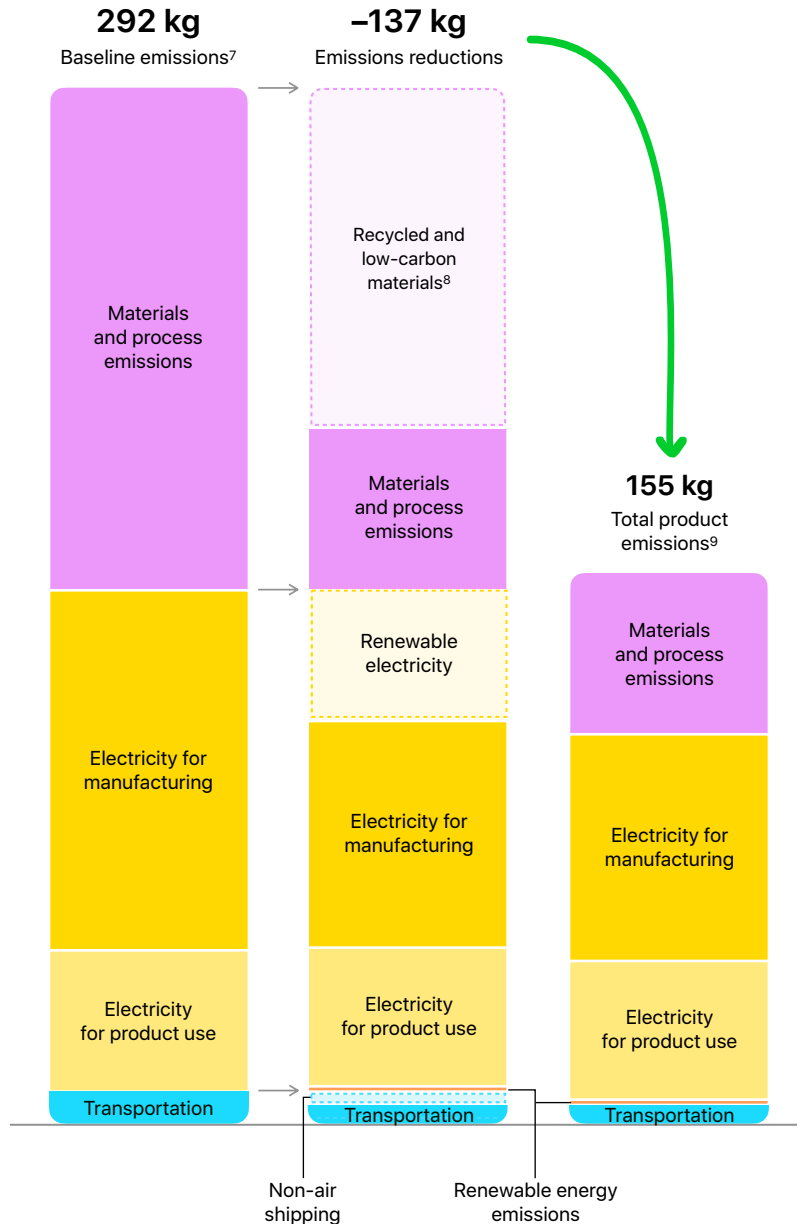 292 kg
Baseline emissions⁷
Materials
and process
emissions
Electricity for
manufacturing
Electricity
for product use
Transportation
–137 kg
Emissions reductions
Recycled and
low-carbon
materials⁸
Materials
and process
emissions
Renewable
electricity
Electricity for
manufacturing
Electricity
for product use
Transportation
Non-air
shipping
Renewable energy
emissions
155 kg
Total product
emissions⁹
Materials
and process
emissions
Electricity for
manufacturing
Electricity
for product use
Transportation